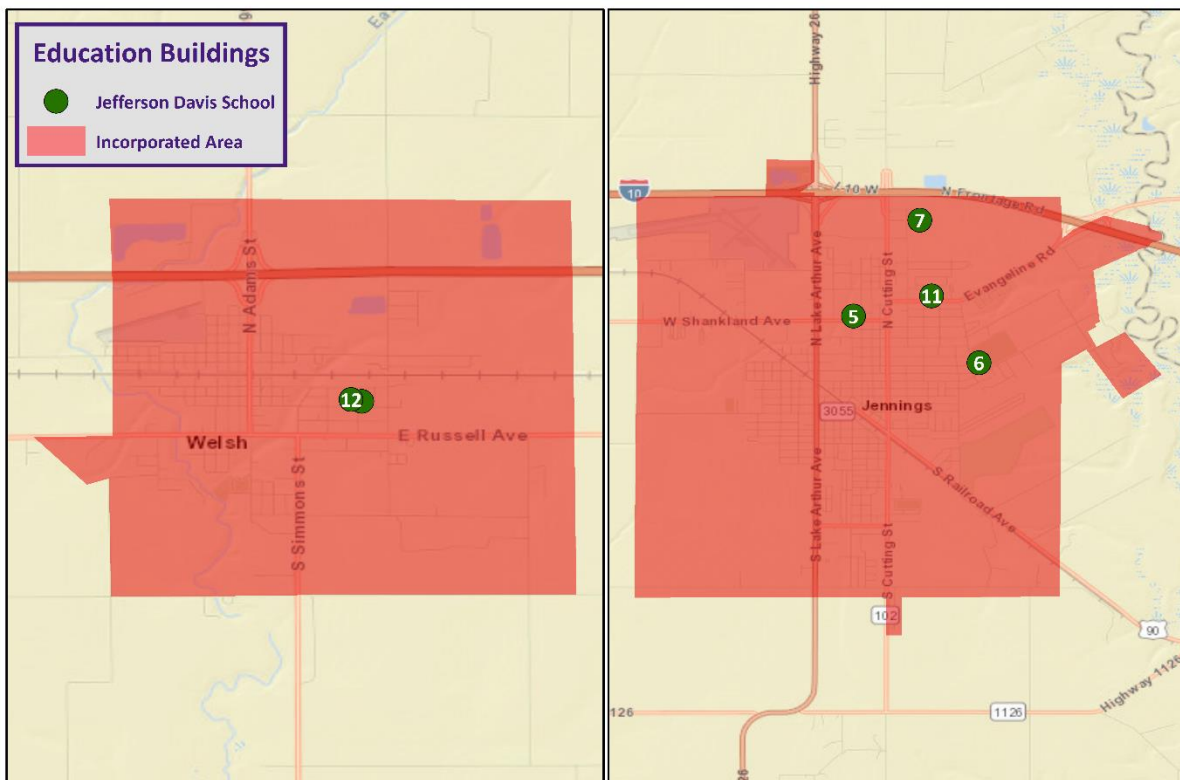 Education Buildings
Jefferson Davis School
Incorporated Area
N Adams St
12
Welsh
E Russell Ave
S Simmons St
Highway 26
10
I-10 W
N Frontage Rd
7
N Lake Arthur Ave
N Cutting St
11
Evangeline Rd
W Shankland Ave
5
6
3055
Jennings
S Lake Arthur Ave
S Cutting St
S Railroad Ave
102
90
Highway 1126
126
1126
26